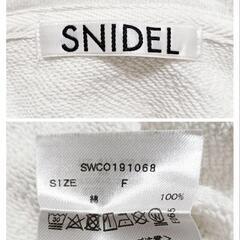 SNIDEL
SWCO191068
SIZE F
綿 100%